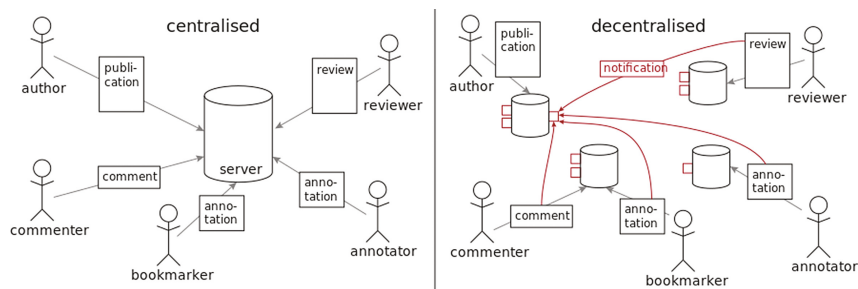 centralised
author
publi-
cation
review
reviewer
server
comment
commenter
anno-
tation
bookmarker
anno-
tation
annotator
decentralised
author
publi-
cation
notification
review
reviewer
comment
commenter
anno-
tation
bookmarker
anno-
tation
annotator